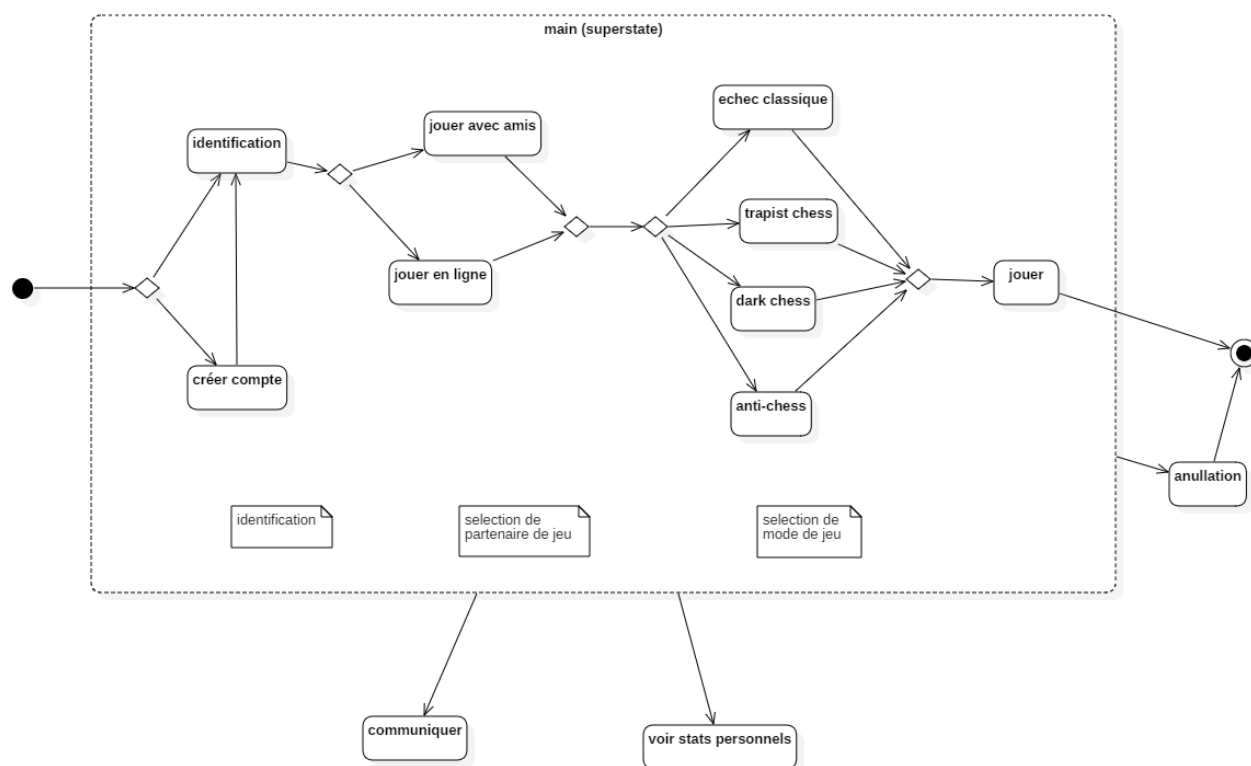 main (superstate)
echec classique
jouer avec amis
identification
trapist chess
jouer en ligne
jouer
dark chess
créer compte
anti-chess
anullation
identification
selection de
partenaire de jeu
selection de
mode de jeu
communiquer
voir stats personnels